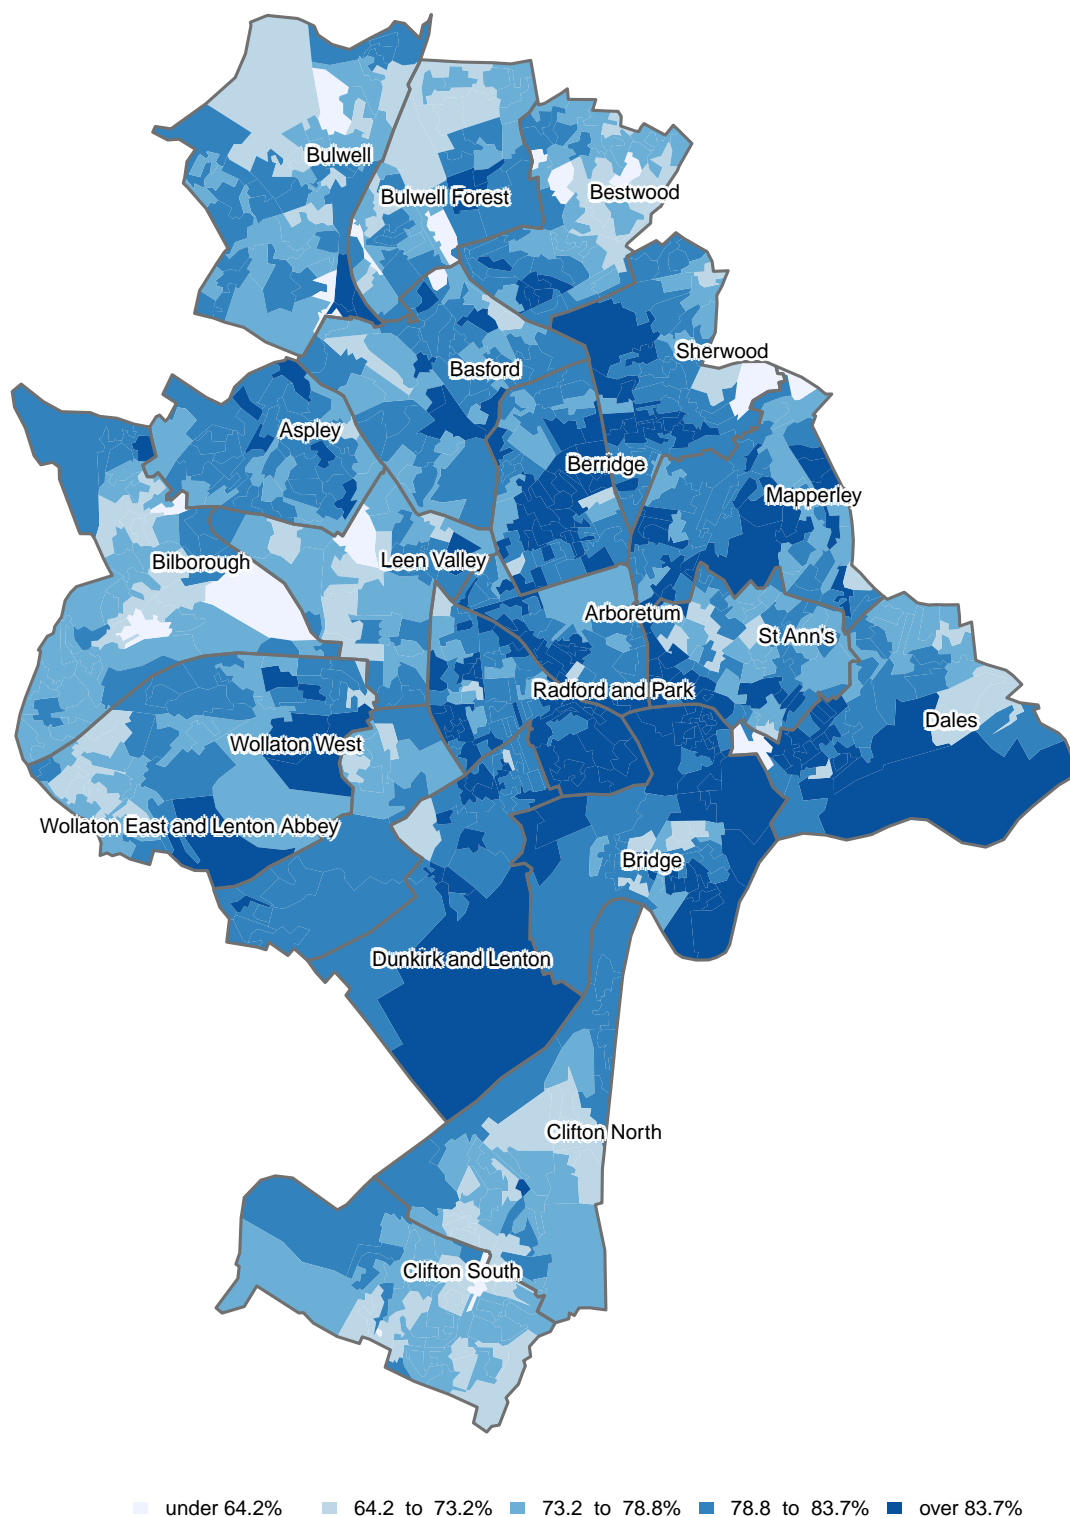 Bulwell
Bulwell Forest
Bestwood
Sherwood
Basford
Aspley
Berridge
Mapperley
Bilborough
Leen Valley
Arboretum
St Ann's
Radford and Park
Dales
Wollaton West
Wollaton East and Lenton Abbey
Bridge
Dunkirk and Lenton
Clifton North
Clifton South
under 64.2% 64.2 to 73.2% 73.2 to 78.8% 78.8 to 83.7% over 83.7%